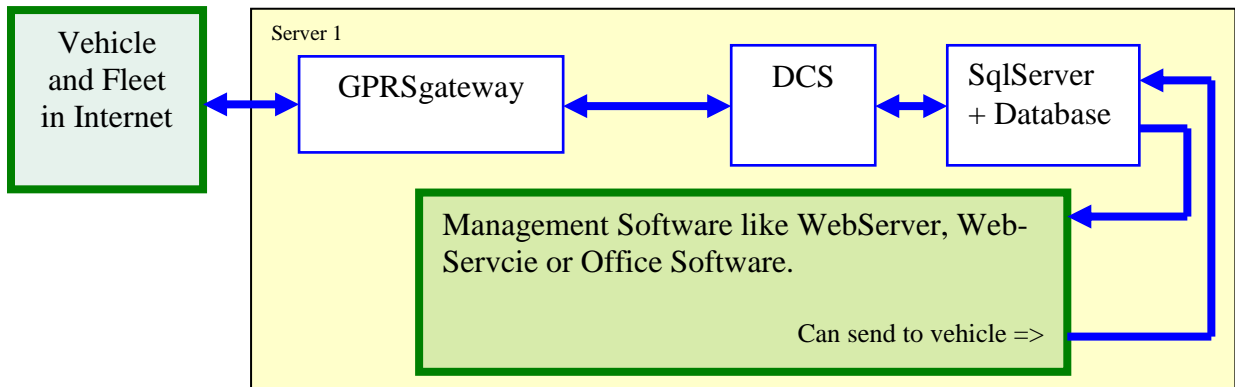 Vehicle
and Fleet
in Internet
Server 1
GPRSgateway
DCS
SqlServer
+ Database
Management Software like WebServer, Web-
Servcie or Office Software.
Can send to vehicle =>